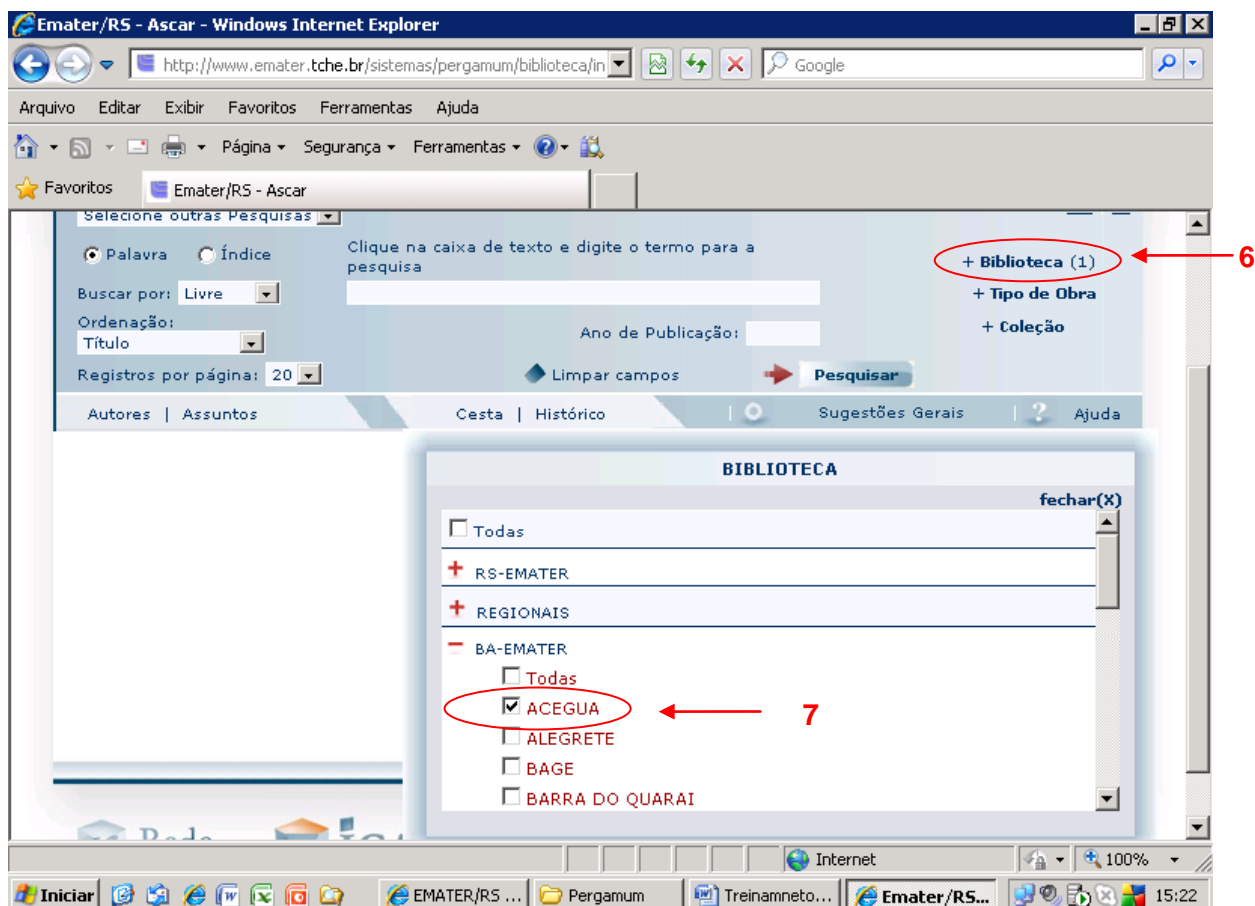 Emater/RS - Ascar - Windows Internet Explorer
http://www.emater.tche.br/sistemas/pergamum/biblioteca/in
Google
Arquivo Editar Exibir Favoritos Ferramentas Ajuda
Página Segurança Ferramentas
Favoritos Emater/RS - Ascar
Selecione outras Pesquisas
Palavra Índice Clique na caixa de texto e digite o termo para a
pesquisa
+ Biblioteca (1) 6
Buscar por: Livre + Tipo de Obra
Ordenação:
Título Ano de Publicação: + Coleção
Registros por página: 20 Limpar campos Pesquisar
Autores | Assuntos Cesta | Histórico Sugestões Gerais Ajuda
BIBLIOTECA
fechar(X)
Todas
+ RS-EMATER
+ REGIONAIS
- BA-EMATER
Todas
ACEGUA 7
ALEGRETE
BAGE
BARRA DO QUARAI
Internet 100%
Iniciar EMATER/RS ... Pergamum Treinamneto... Emater/RS... 15:22